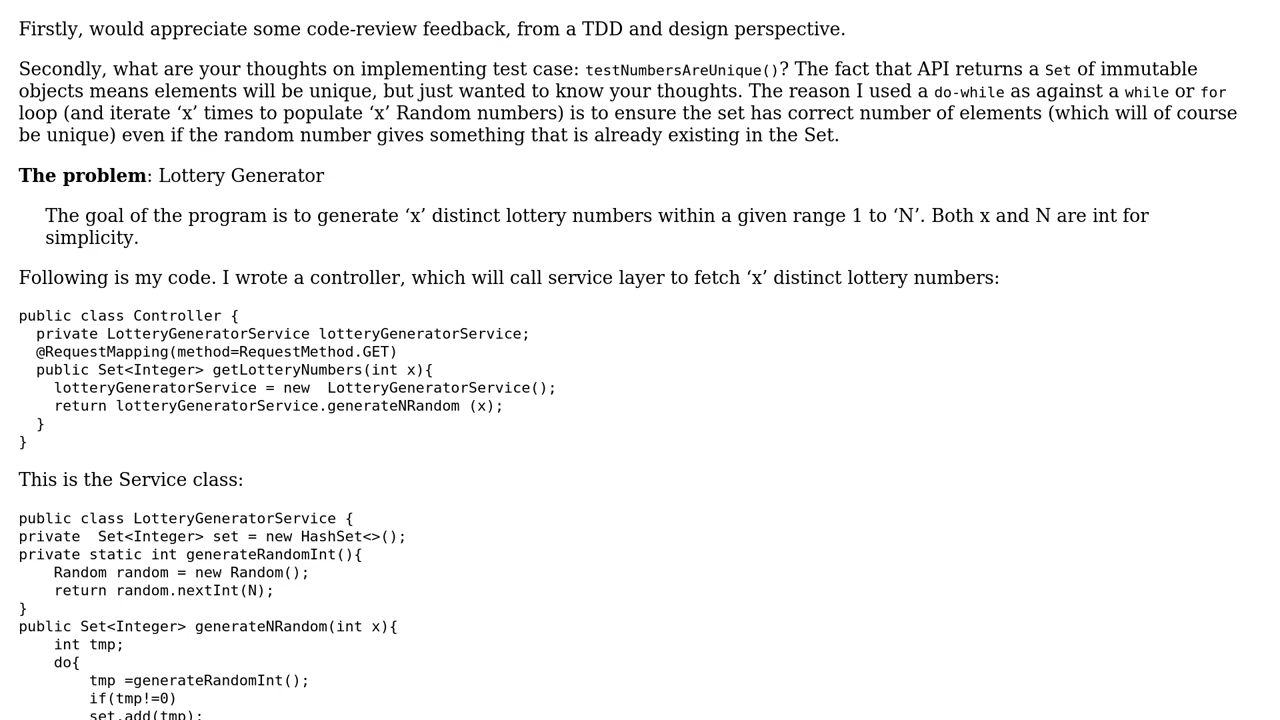 Firstly, would appreciate some code-review feedback, from a TDD and design perspective.
Secondly, what are your thoughts on implementing test case: testNumbersAreUnique()? The fact that API returns a Set of immutable
objects means elements will be unique, but just wanted to know your thoughts. The reason I used a do-while as against a while or for
loop (and iterate ‘x’ times to populate ‘x’ Random numbers) is to ensure the set has correct number of elements (which will of course
be unique) even if the random number gives something that is already existing in the Set.
The problem: Lottery Generator
The goal of the program is to generate ‘x’ distinct lottery numbers within a given range 1 to ‘N’. Both x and N are int for
simplicity.
Following is my code. I wrote a controller, which will call service layer to fetch ‘x’ distinct lottery numbers:
public class Controller {
  private LotteryGeneratorService lotteryGeneratorService;
  @RequestMapping(method=RequestMethod.GET)
  public Set<Integer> getLotteryNumbers(int x){
    lotteryGeneratorService = new  LotteryGeneratorService();
    return lotteryGeneratorService.generateNRandom (x);
  }
}
This is the Service class:
public class LotteryGeneratorService {
private  Set<Integer> set = new HashSet<>();
private static int generateRandomInt(){
    Random random = new Random();
    return random.nextInt(N);
}
public Set<Integer> generateNRandom(int x){
    int tmp;
    do{
        tmp =generateRandomInt();
        if(tmp!=0)
        set.add(tmp);